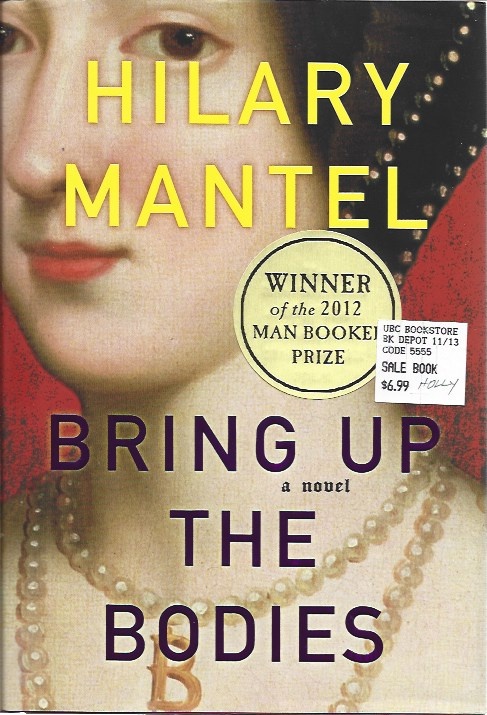 HILARY
MANTEL
WINNER
of the 2012
MAN BOOKER
PRIZE
UBC BOOKSTORE
BK DEPOT 11/13
CODE 5555
SALE BOOK
$6.99 HOLLY
BRING UP
a novel
THE
BODIES
B